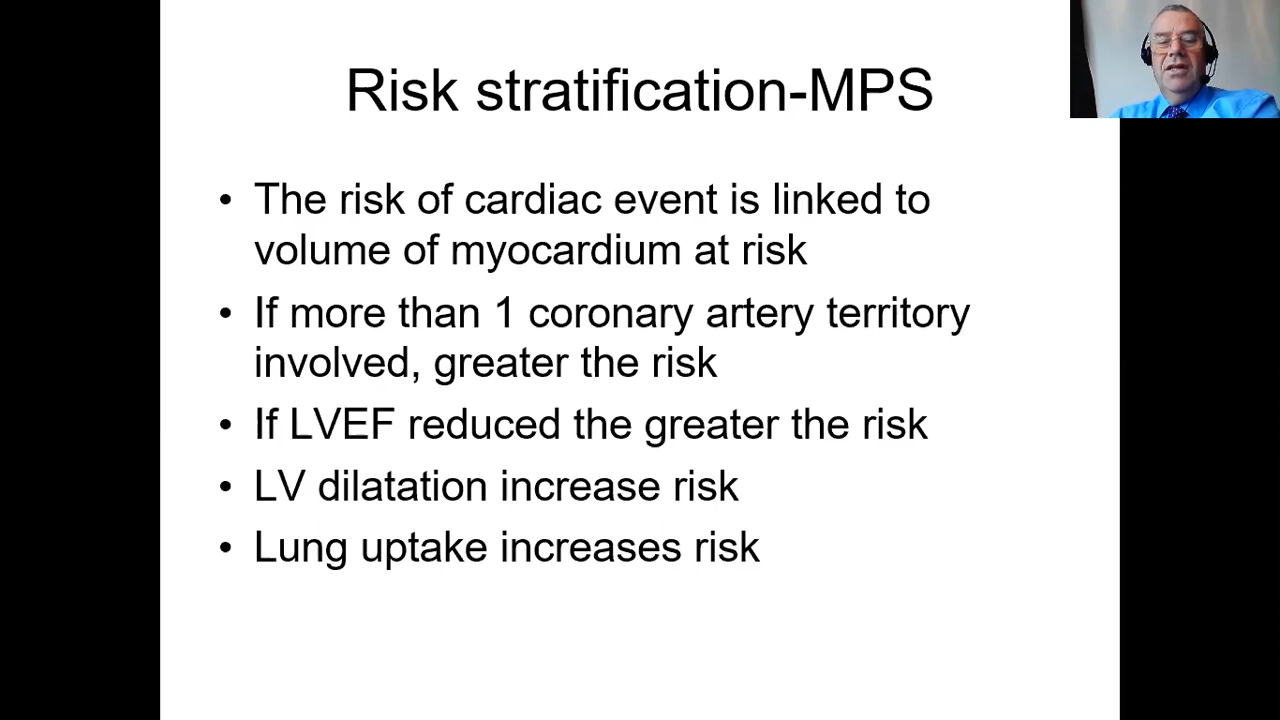 Risk stratification-MPS
• The risk of cardiac event is linked to
volume of myocardium at risk
• If more than 1 coronary artery territory
involved, greater the risk
• If LVEF reduced the greater the risk
• LV dilatation increase risk
• Lung uptake increases risk